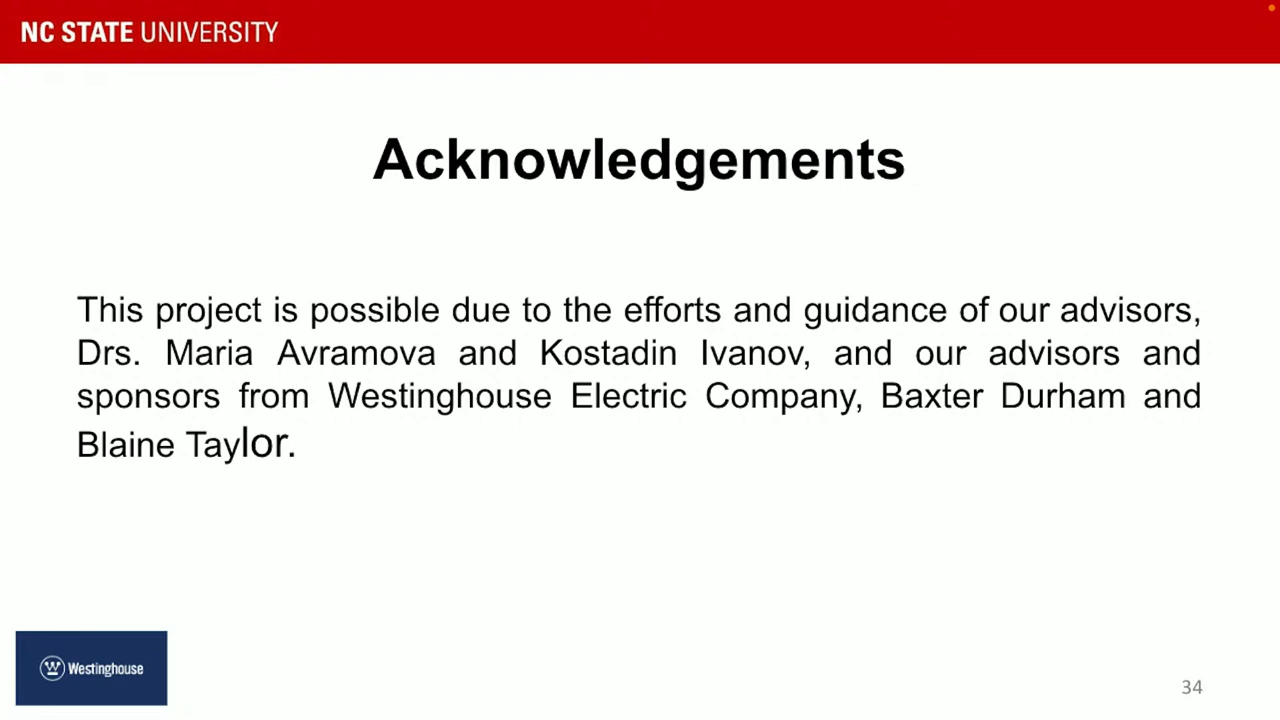 NC STATE UNIVERSITY
Acknowledgements
This project is possible due to the efforts and guidance of our advisors,
Drs. Maria Avramova and Kostadin Ivanov, and our advisors and
sponsors from Westinghouse Electric Company, Baxter Durham and
Blaine Taylor.
Westinghouse
34